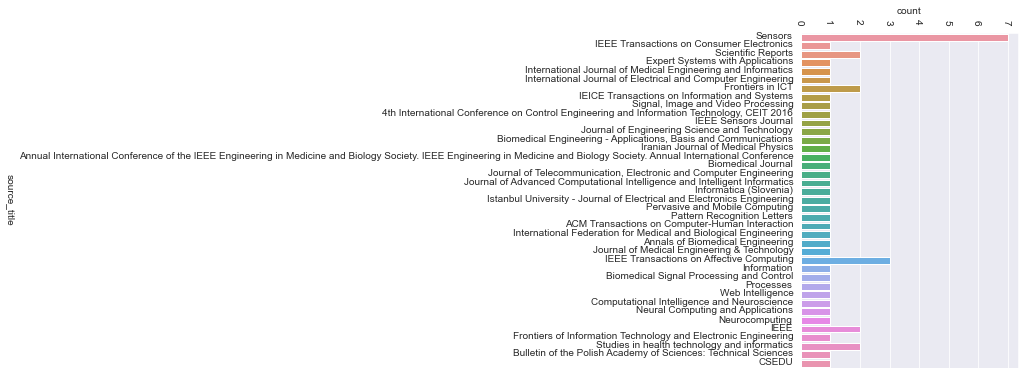 count
0 1 2 3 4 5 6 7
Sensors
IEEE Transactions on Consumer Electronics
Scientific Reports
Expert Systems with Applications
International Journal of Medical Engineering and Informatics
International Journal of Electrical and Computer Engineering
Frontiers in ICT
IEICE Transactions on Information and Systems
Signal, Image and Video Processing
4th International Conference on Control Engineering and Information Technology, CEIT 2016
IEEE Sensors Journal
Journal of Engineering Science and Technology
Biomedical Engineering - Applications, Basis and Communications
Iranian Journal of Medical Physics
Annual International Conference of the IEEE Engineering in Medicine and Biology Society. IEEE Engineering in Medicine and Biology Society. Annual International Conference
Biomedical Journal
Journal of Telecommunication, Electronic and Computer Engineering
Journal of Advanced Computational Intelligence and Intelligent Informatics
Informatica (Slovenia)
Istanbul University - Journal of Electrical and Electronics Engineering
Pervasive and Mobile Computing
Pattern Recognition Letters
ACM Transactions on Computer-Human Interaction
International Federation for Medical and Biological Engineering
Annals of Biomedical Engineering
Journal of Medical Engineering & Technology
IEEE Transactions on Affective Computing
Information
Biomedical Signal Processing and Control
Processes
Web Intelligence
Computational Intelligence and Neuroscience
Neural Computing and Applications
Neurocomputing
IEEE
Frontiers of Information Technology and Electronic Engineering
Studies in health technology and informatics
Bulletin of the Polish Academy of Sciences: Technical Sciences
CSEDU
source_title